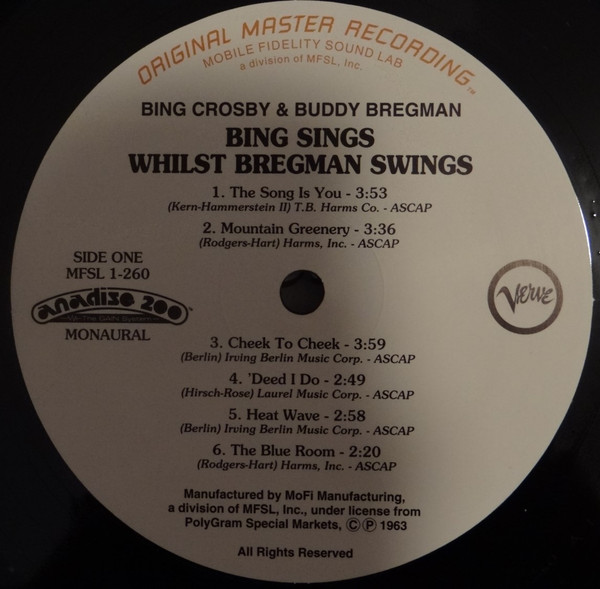 ORIGINAL MASTER RECORDING™
MOBILE FIDELITY SOUND LAB
a division of MFSL, Inc.
BING CROSBY & BUDDY BREGMAN
BING SINGS
WHILST BREGMAN SWINGS
1. The Song Is You - 3:53
(Kern-Hammerstein II) T.B. Harms Co. - ASCAP
2. Mountain Greenery - 3:36
(Rodgers-Hart) Harms, Inc. - ASCAP
SIDE ONE
MFSL 1-260
anadisq 200™
MONAURAL
Verve
3. Cheek To Cheek - 3:59
(Berlin) Irving Berlin Music Corp. - ASCAP
4. 'Deed I Do - 2:49
(Hirsch-Rose) Laurel Music Corp. - ASCAP
5. Heat Wave - 2:58
(Berlin) Irving Berlin Music Corp. - ASCAP
6. The Blue Room - 2:20
(Rodgers-Hart) Harms, Inc. - ASCAP
Manufactured by MoFi Manufacturing,
a division of MFSL, Inc., under license from
PolyGram Special Markets, Ⓒ Ⓟ 1963
All Rights Reserved